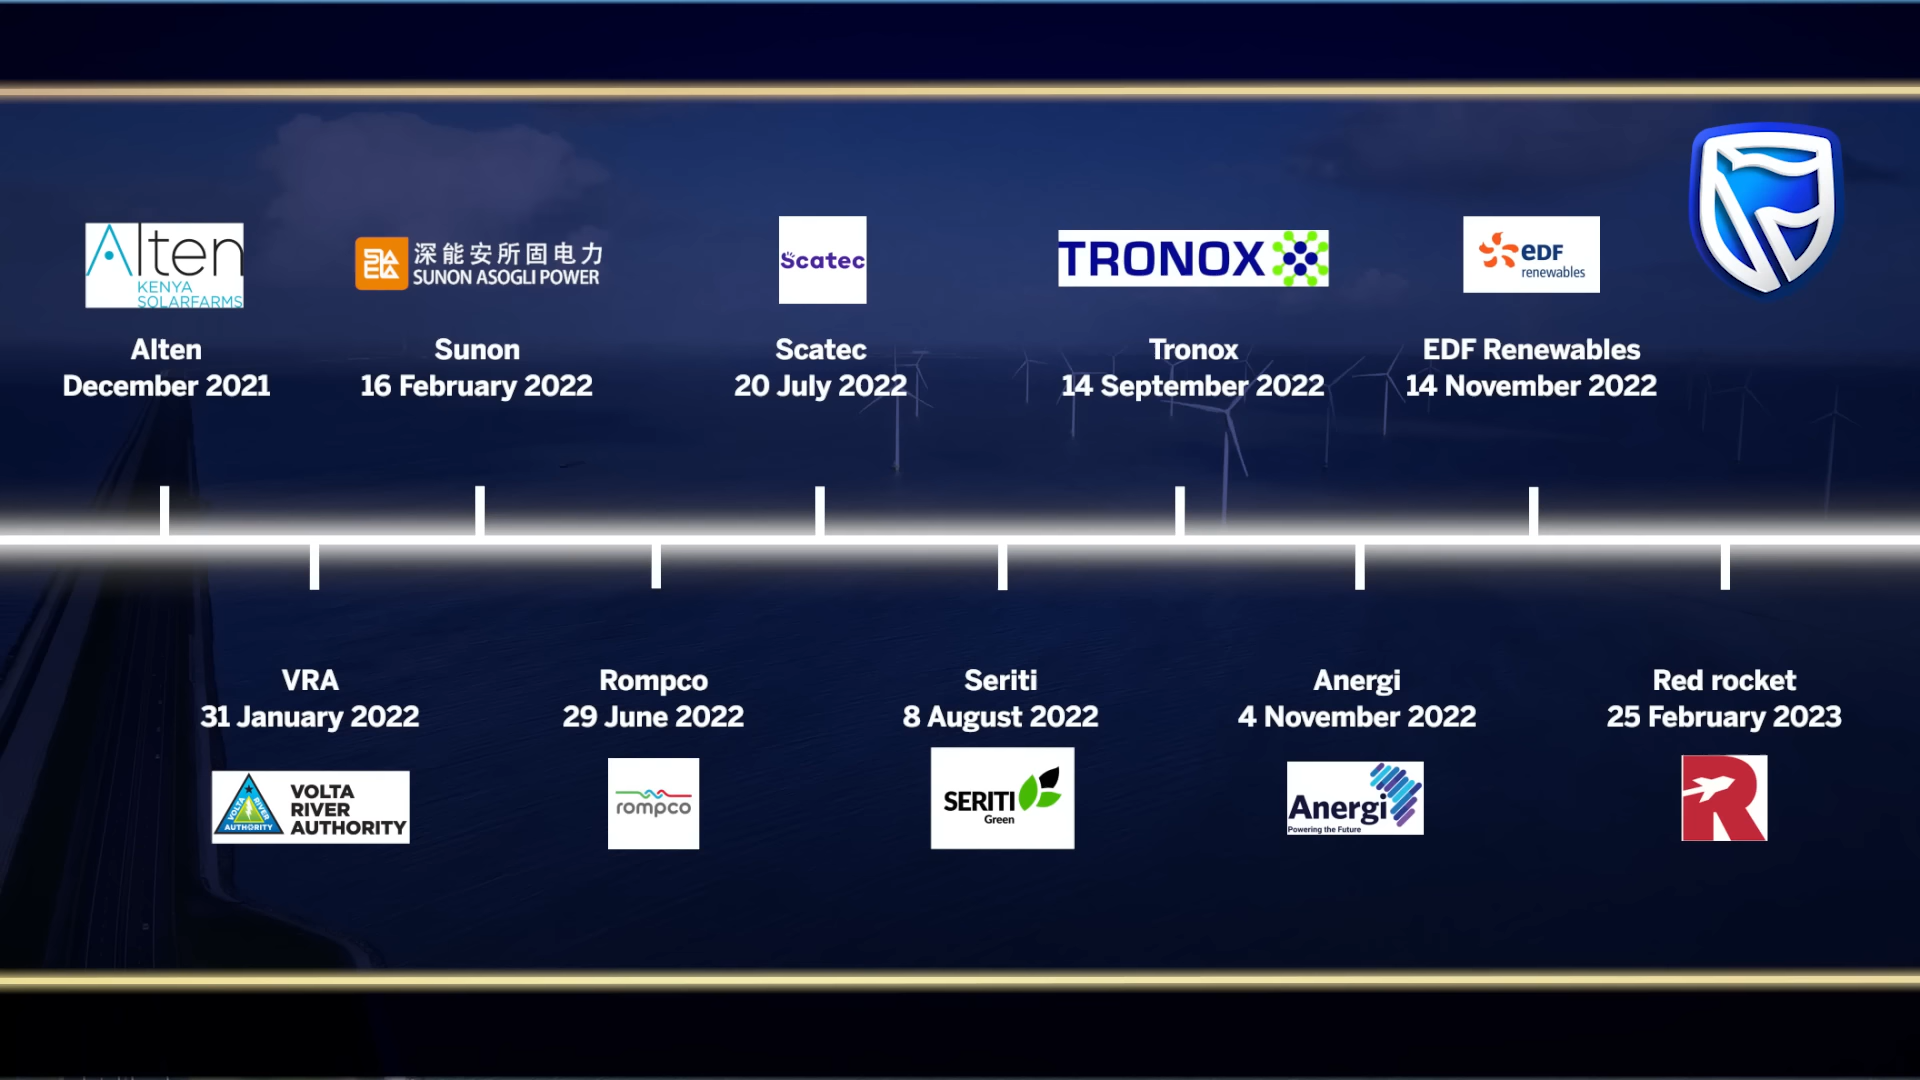 Alten
KENYA
SOLARFARMS
Alten
December 2021
深能安所固电力
SUNON ASOGLI POWER
Sunon
16 February 2022
Scatec
Scatec
20 July 2022
TRONOX
Tronox
14 September 2022
eDF
renewables
EDF Renewables
14 November 2022
VRA
31 January 2022
VOLTA RIVER
AUTHORITY
VOLTA
RIVER
AUTHORITY
Rompco
29 June 2022
rompco
Seriti
8 August 2022
SERITI
Green
Anergi
4 November 2022
Anergi
Powering the Future
Red rocket
25 February 2023
R